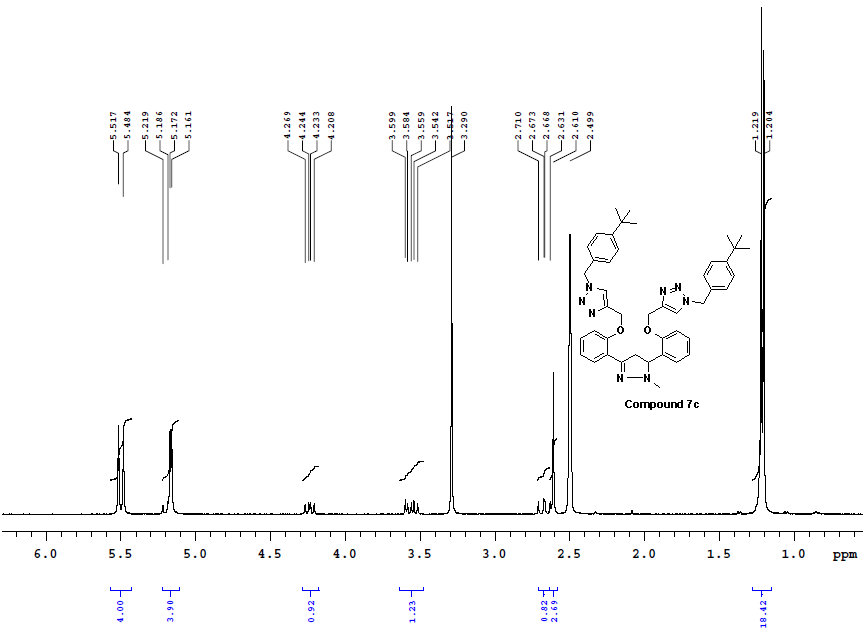 5.517
5.484
5.219
5.186
5.172
5.161
4.269
4.244
4.233
4.208
3.599
3.584
3.559
3.542
3.517
3.290
2.710
2.673
2.668
2.631
2.610
2.499
1.219
1.204
N
N
N
N
N
N
O
O
N
N
Compound 7c
6.0 5.5 5.0 4.5 4.0 3.5 3.0 2.5 2.0 1.5 1.0 ppm
4.00
3.90
0.92
1.23
0.82
2.69
18.42